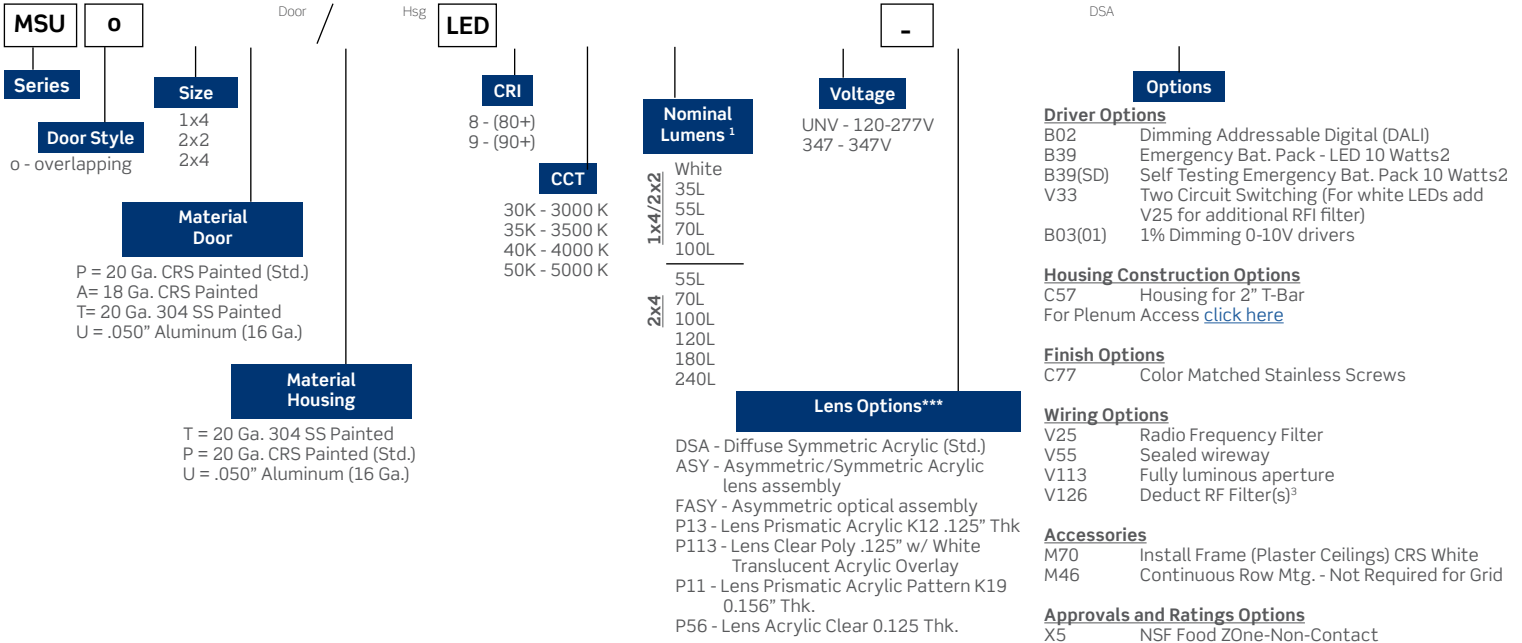 MSU
o
Door
Hsg
LED
-
DSA
Series
Door Style
o - overlapping
Size
1x4
2x2
2x4
Material
Door
P = 20 Ga. CRS Painted (Std.)
A= 18 Ga. CRS Painted
T= 20 Ga. 304 SS Painted
U = .050” Aluminum (16 Ga.)
Material
Housing
T = 20 Ga. 304 SS Painted
P = 20 Ga. CRS Painted (Std.)
U = .050” Aluminum (16 Ga.)
CRI
8 - (80+)
9 - (90+)
CCT
30K - 3000 K
35K - 3500 K
40K - 4000 K
50K - 5000 K
Nominal
Lumens ¹
White
1x4/2x2
35L
55L
70L
100L
2x4
55L
70L
100L
120L
180L
240L
Voltage
UNV - 120-277V
347 - 347V
Lens Options***
DSA - Diffuse Symmetric Acrylic (Std.)
ASY - Asymmetric/Symmetric Acrylic
lens assembly
FASY - Asymmetric optical assembly
P13 - Lens Prismatic Acrylic K12 .125” Thk
P113 - Lens Clear Poly .125” w/ White
Translucent Acrylic Overlay
P11 - Lens Prismatic Acrylic Pattern K19
0.156” Thk.
P56 - Lens Acrylic Clear 0.125 Thk.
Options
Driver Options
B02 Dimming Addressable Digital (DALI)
B39 Emergency Bat. Pack - LED 10 Watts2
B39(SD) Self Testing Emergency Bat. Pack 10 Watts2
V33 Two Circuit Switching (For white LEDs add
V25 for additional RFI filter)
B03(01) 1% Dimming 0-10V drivers
Housing Construction Options
C57 Housing for 2” T-Bar
For Plenum Access click here
Finish Options
C77 Color Matched Stainless Screws
Wiring Options
V25 Radio Frequency Filter
V55 Sealed wireway
V113 Fully luminous aperture
V126 Deduct RF Filter(s)³
Accessories
M70 Install Frame (Plaster Ceilings) CRS White
M46 Continuous Row Mtg. - Not Required for Grid
Approvals and Ratings Options
X5 NSF Food ZOne-Non-Contact